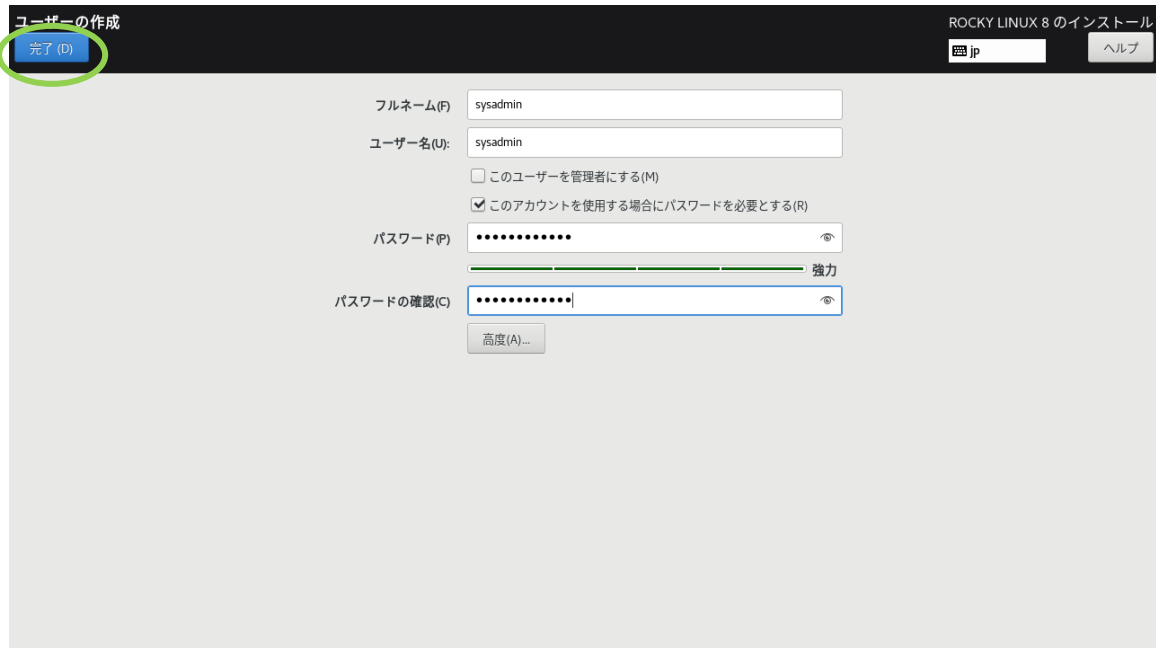 ユーザーの作成
ROCKY LINUX 8 のインストール
完了 (D)
jp
ヘルプ
フルネーム(F)
sysadmin
ユーザー名(U):
sysadmin
このユーザーを管理者にする(M)
このアカウントを使用する場合にパスワードを必要とする(R)
パスワード(P)
••••••••••••
強力
パスワードの確認(C)
••••••••••••
高度(A)...